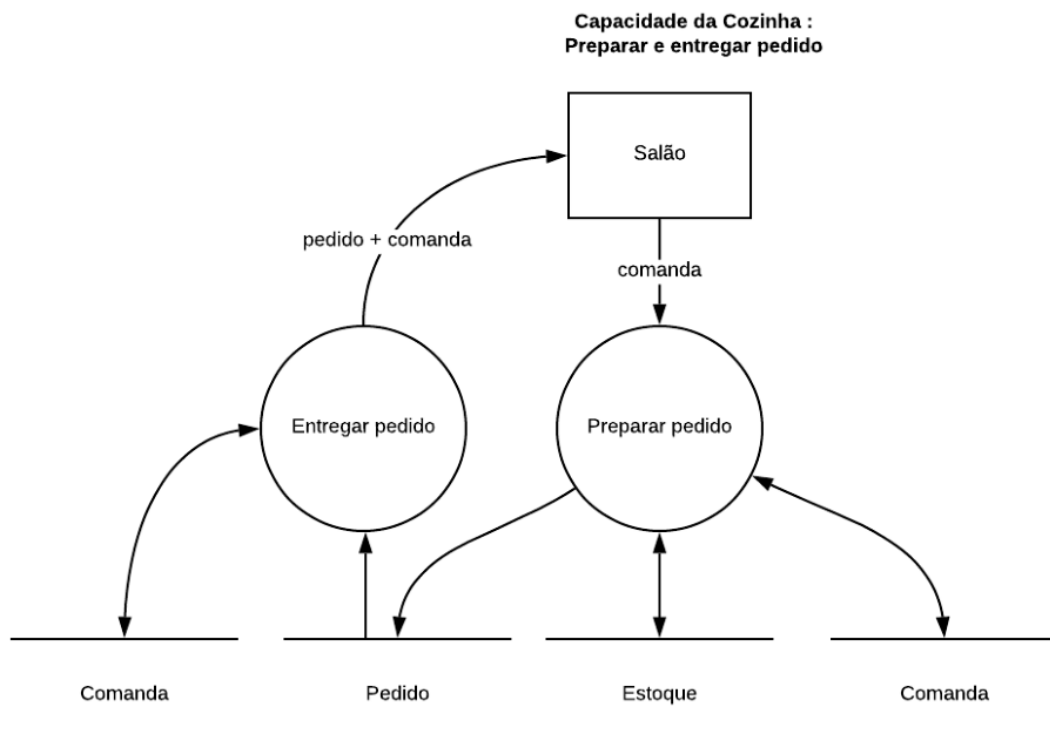 Capacidade da Cozinha :
Preparar e entregar pedido
Salão
pedido + comanda
comanda
Entregar pedido
Preparar pedido
Comanda
Pedido
Estoque
Comanda